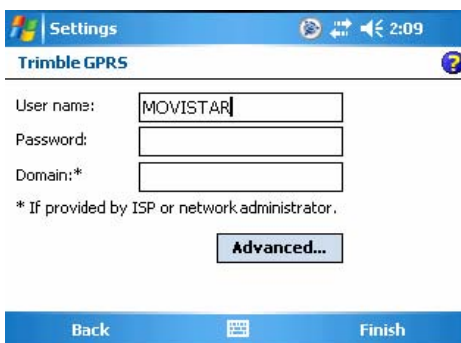 Settings 2:09
Trimble GPRS
User name: MOVISTAR
Password:
Domain:*
* If provided by ISP or network administrator.
Advanced...
Back Finish